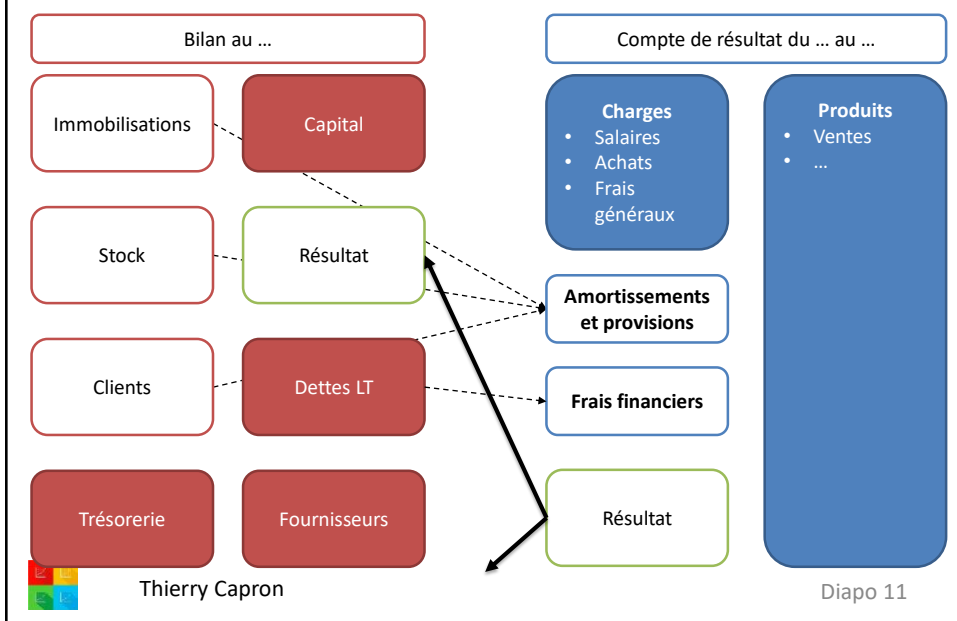 Bilan au …
Compte de résultat du … au …
Immobilisations
Capital
Stock
Résultat
Clients
Dettes LT
Trésorerie
Fournisseurs
Charges
• Salaires
• Achats
• Frais
généraux
Amortissements
et provisions
Frais financiers
Résultat
Produits
• Ventes
• …
Thierry Capron
Diapo 11